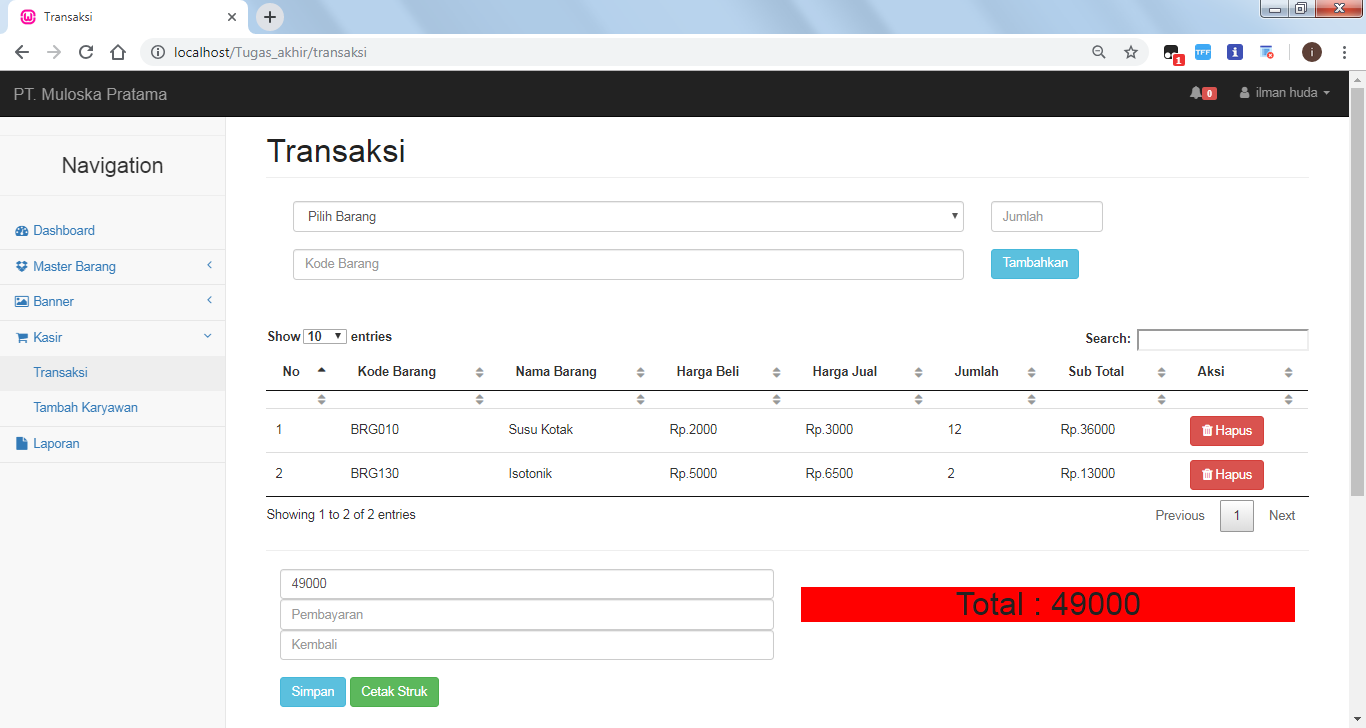 Transaksi
localhost/Tugas_akhir/transaksi
1
TFF
i
i
PT. Muloska Pratama
0
ilman huda
Navigation
Dashboard
Master Barang
Banner
Kasir
Transaksi
Tambah Karyawan
Laporan
Transaksi
Pilih Barang
Jumlah
Kode Barang
Tambahkan
Show 10 entries
Search:
No Kode Barang Nama Barang Harga Beli Harga Jual Jumlah Sub Total Aksi
1 BRG010 Susu Kotak Rp.2000 Rp.3000 12 Rp.36000 Hapus
2 BRG130 Isotonik Rp.5000 Rp.6500 2 Rp.13000 Hapus
Showing 1 to 2 of 2 entries
Previous 1 Next
49000
Pembayaran
Kembali
Total : 49000
Simpan Cetak Struk